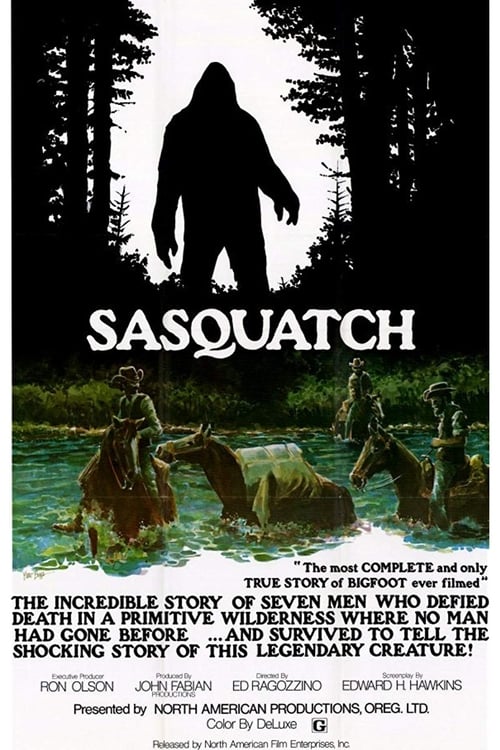 SASQUATCH
"The most COMPLETE and only
TRUE STORY of BIGFOOT ever filmed"
THE INCREDIBLE STORY OF SEVEN MEN WHO DEFIED
DEATH IN A PRIMITIVE WILDERNESS WHERE NO MAN
HAD GONE BEFORE ...AND SURVIVED TO TELL THE
SHOCKING STORY OF THIS LEGENDARY CREATURE!
Executive Producer Produced By Directed By Screenplay By
RON OLSON JOHN FABIAN ED RAGOZZINO EDWARD H. HAWKINS
PRODUCTIONS
Presented by NORTH AMERICAN PRODUCTIONS, OREG. LTD.
Color By DeLuxe G
Released by North American Film Enterprises, Inc.